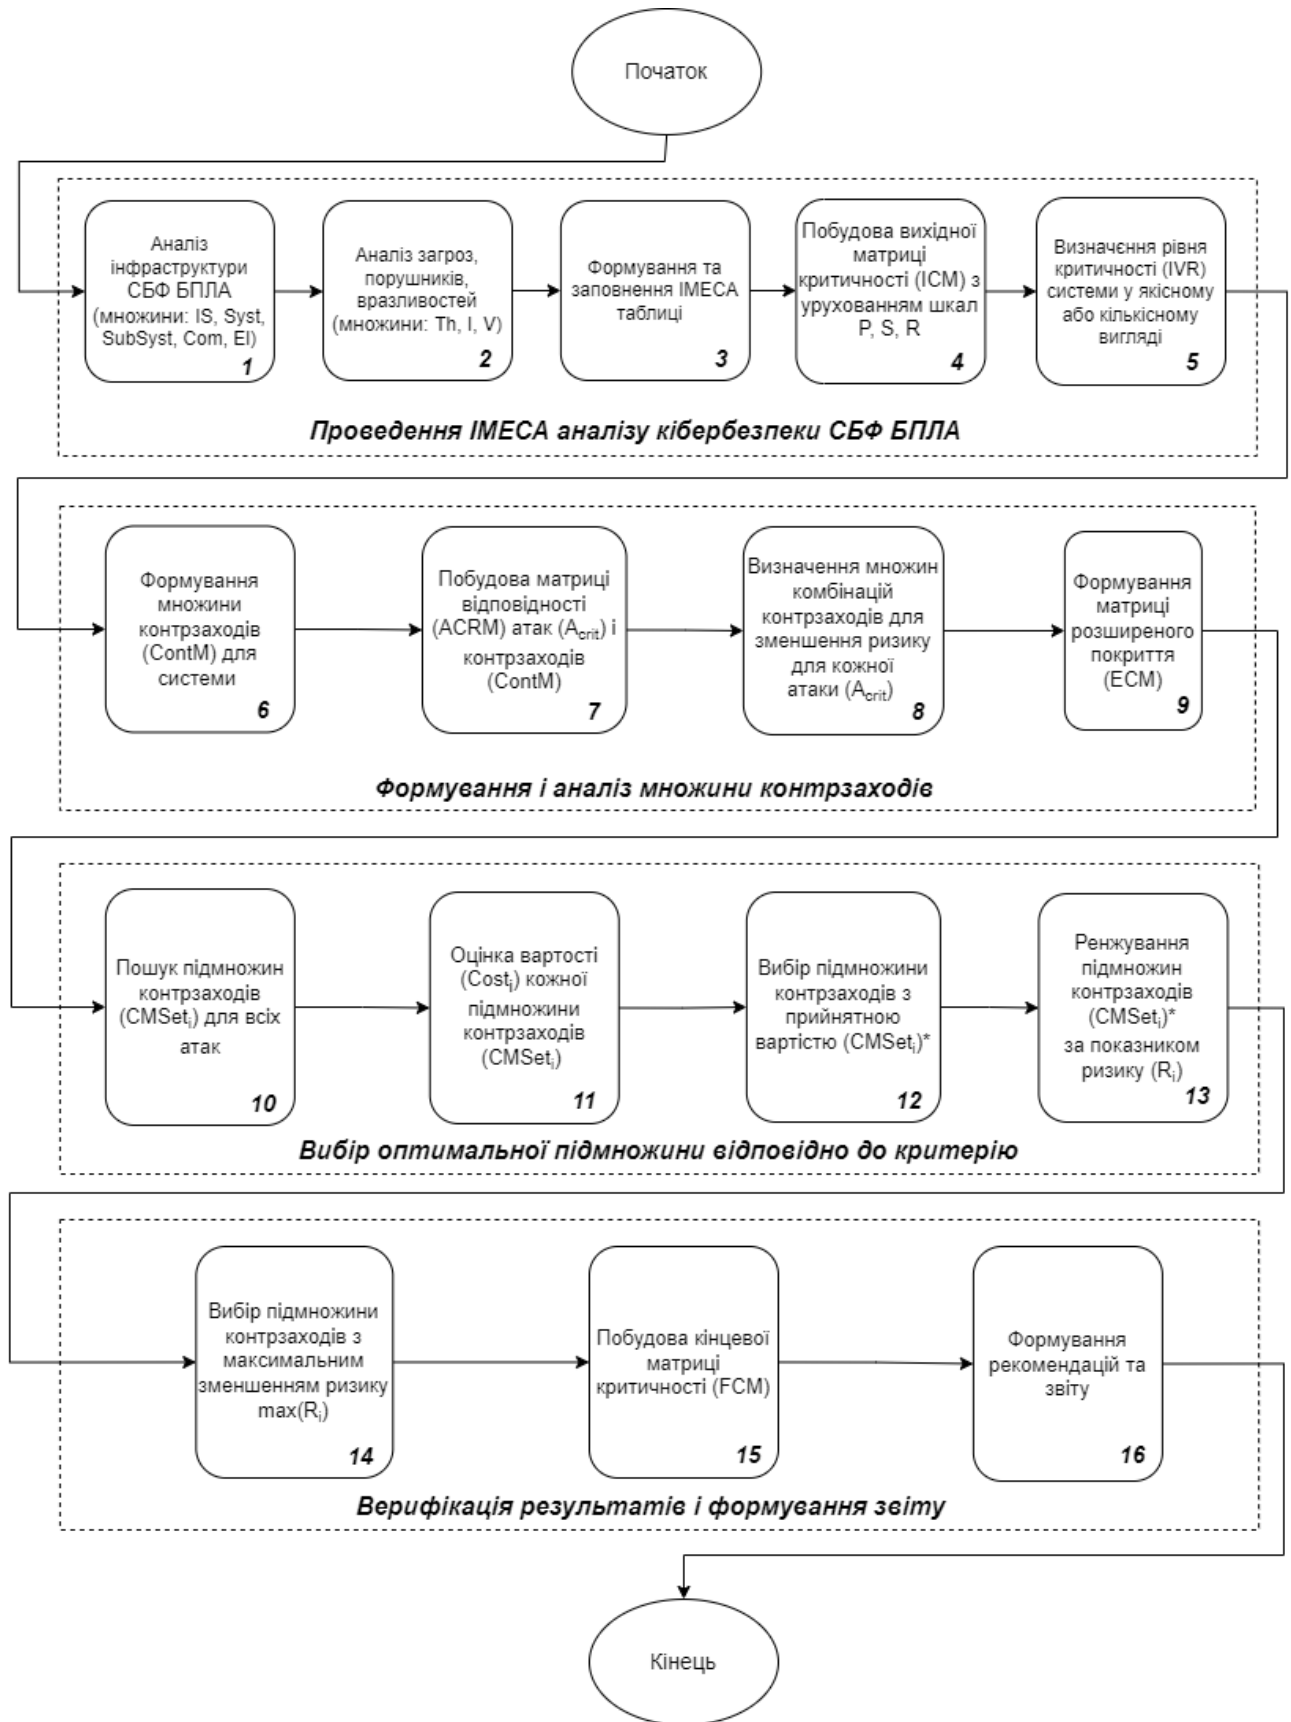 Початок
Аналіз
інфраструктури
СБФ БПЛА
(множини: IS, Syst,
SubSyst, Com, El)
1
Аналіз загроз,
порушників,
вразливостей
(множини: Th, I, V)
2
Формування та
заповнення IMECA
таблиці
3
Побудова вихідної
матриці
критичності (ICM) з
урухованням шкал
P, S, R
4
Визначєння рівня
критичності (IVR)
системи у якісному
або кількісному
вигляді
5
Проведення IMECA аналізу кібербезпеки СБФ БПЛА
Формування
множини
контрзаходів
(ContM) для
системи
6
Побудова матриці
відповідності
(ACRM) атак (Acrit) і
контрзаходів
(ContM)
7
Визначення множин
комбінацій
контрзаходів для
зменшення ризику
для кожної
атаки (Acrit)
8
Формування
матриці
розширеного
покриття
(ECM)
9
Формування і аналіз множини контрзаходів
Пошук підмножин
контрзаходів
(CMSeti) для всіх
атак
10
Оцінка вартості
(Costi) кожної
підмножини
контрзаходів
(CMSeti)
11
Вибір підмножини
контрзаходів з
прийнятною
вартістю (CMSeti)*
12
Ренжування
підмножин
контрзаходів
(CMSeti)*
за показником
ризику (Ri)
13
Вибір оптимальної підмножини відповідно до критерію
Вибір підмножини
контрзаходів з
максимальним
зменшенням ризику
max(Ri)
14
Побудова кінцевої
матриці
критичності (FCM)
15
Формування
рекомендацій та
звіту
16
Верифікація результатів і формування звіту
Кінець